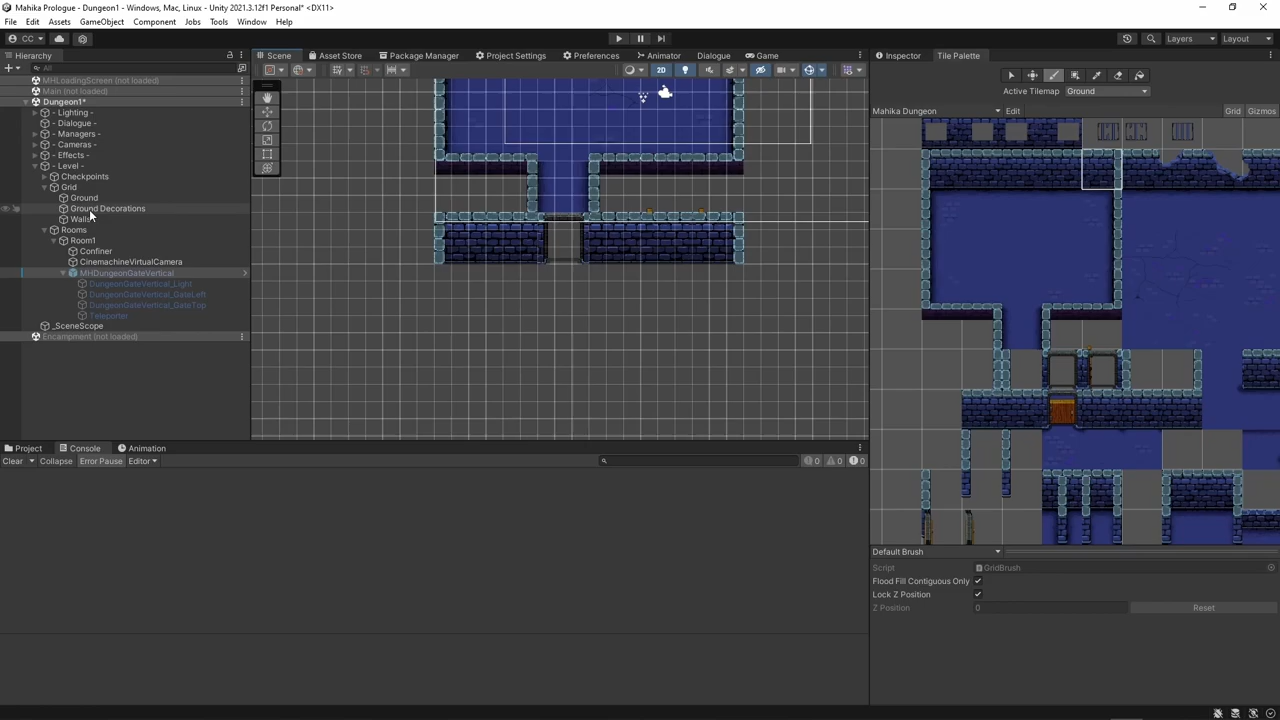 Mahika Prologue - Dungeon1 - Windows, Mac, Linux - Unity 2021.3.12f1 Personal* <DX11>
File Edit Assets GameObject Component Jobs Tools Window Help
CC Layers Layout
Hierarchy Scene Asset Store Package Manager Project Settings Preferences Animator Dialogue Game Inspector Tile Palette
All 2D
MHLoadingScreen (not loaded)
Main (not loaded)
Active Tilemap Ground
Dungeon1*
- Lighting -
Mahika Dungeon Edit Grid Gizmos
- Dialogue -
- Managers -
- Cameras -
- Effects -
- Level -
Checkpoints
Grid
Ground
Ground Decorations
Walls
Rooms
Room1
Confiner
CinemachineVirtualCamera
MHDungeonGateVertical
DungeonGateVertical_Light
DungeonGateVertical_GateLeft
DungeonGateVertical_GateTop
Teleporter
_SceneScope
Encampment (not loaded)
Project Console Animation
Clear Collapse Error Pause Editor 0 0 0
Default Brush
Script GridBrush
Flood Fill Contiguous Only
Lock Z Position
Z Position 0 Reset